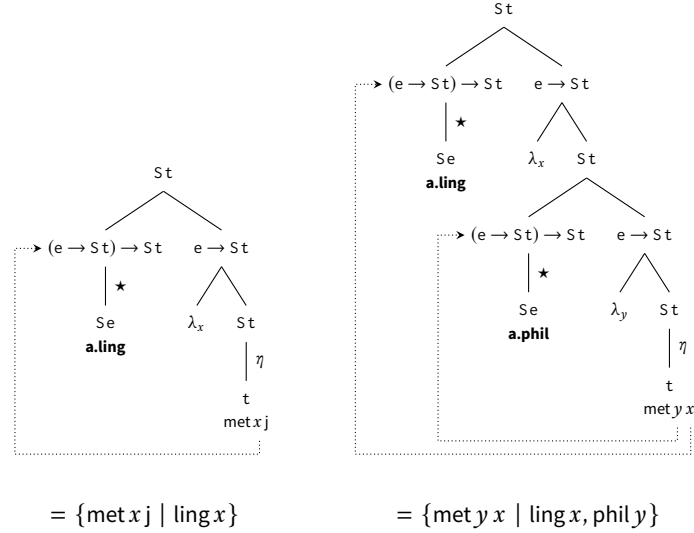 St
(e → St) → St e → St
★
Se λₓ St
a.ling
η
t
met x j
= {met x j | ling x}
St
(e → St) → St e → St
★
Se λₓ St
a.ling
(e → St) → St e → St
★
Se λ_y St
a.phil
η
t
met y x
= {met y x | ling x, phil y}